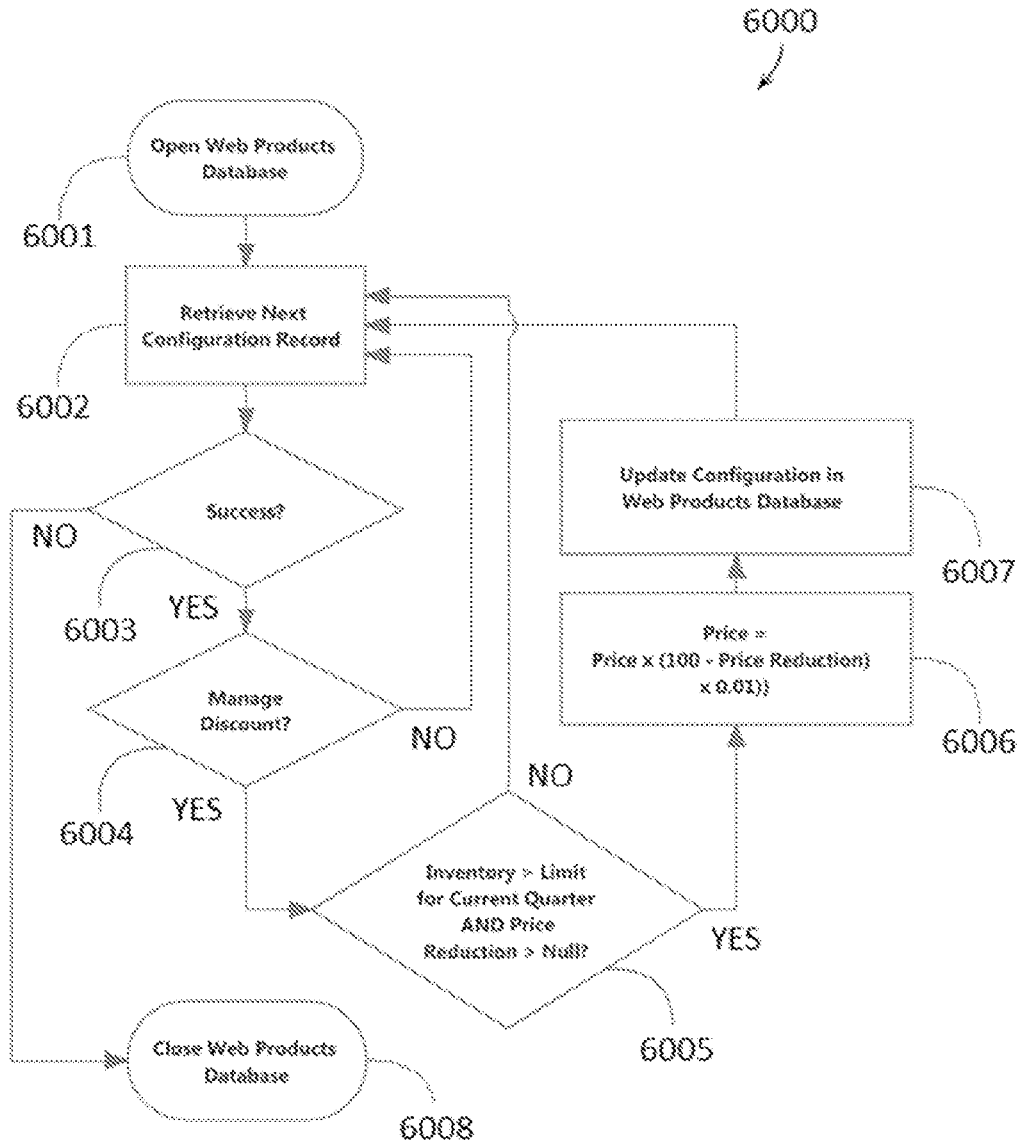 6000
Open Web Products
Database
6001
Retrieve Next
Configuration Record
6002
Success?
NO
YES
6003
Manage
Discount?
NO
YES
6004
Inventory > Limit
for Current Quarter
AND Price
Reduction > Null?
NO
YES
6005
Price =
Price x (100 - Price Reduction)
x 0.01))
6006
Update Configuration in
Web Products Database
6007
Close Web Products
Database
6008